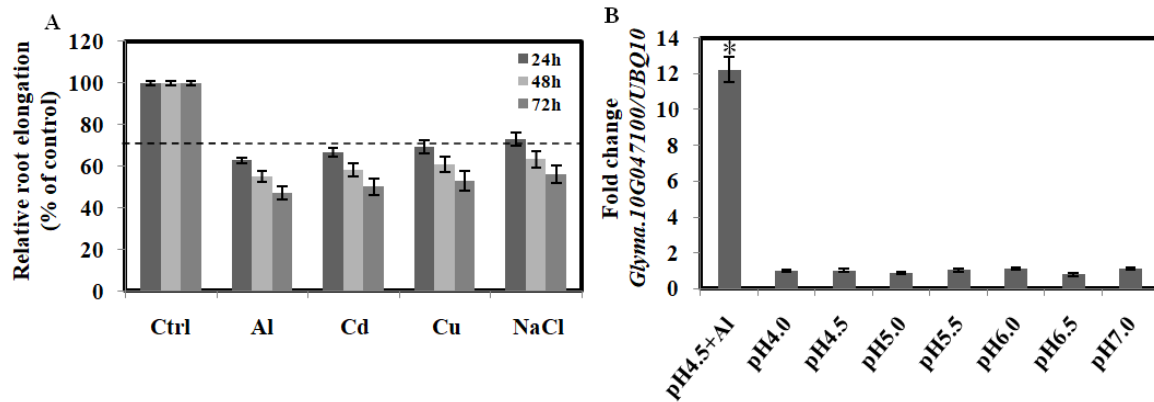 A
Relative root elongation
(% of control)
120
100
80
60
40
20
0
24h
48h
72h
Ctrl
Al
Cd
Cu
NaCl
B
Fold change
Glyma.10G047100/UBQ10
14
12
10
8
6
4
2
0
*
pH4.5+Al
pH4.0
pH4.5
pH5.0
pH5.5
pH6.0
pH6.5
pH7.0